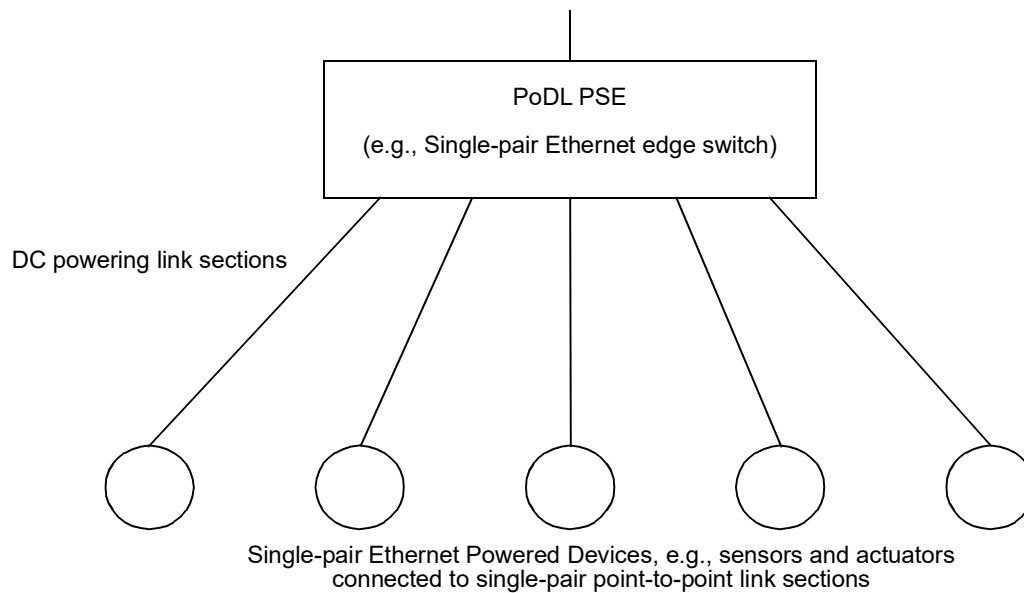 PoDL PSE
(e.g., Single-pair Ethernet edge switch)
DC powering link sections
Single-pair Ethernet Powered Devices, e.g., sensors and actuators
connected to single-pair point-to-point link sections